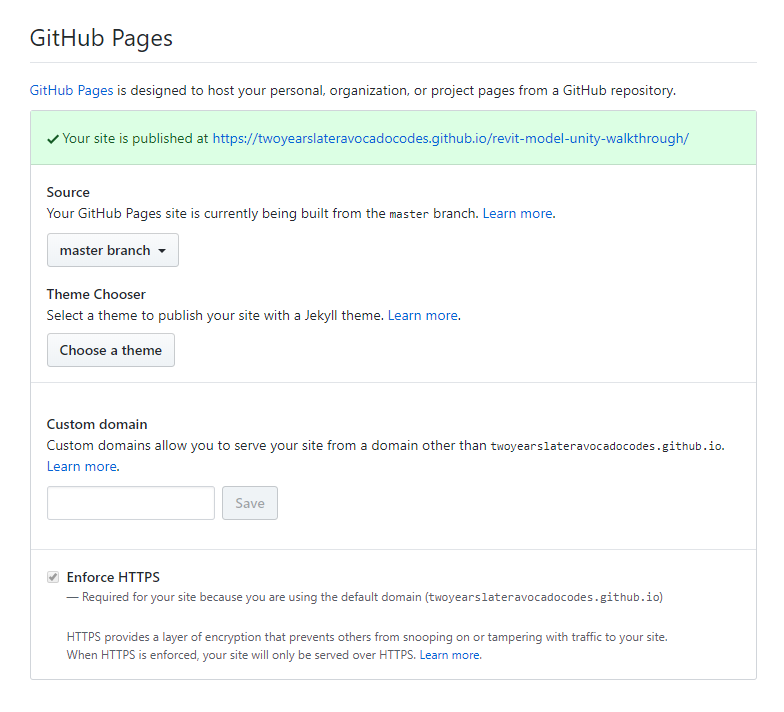 GitHub Pages
GitHub Pages is designed to host your personal, organization, or project pages from a GitHub repository.
Your site is published at https://twoyearslateravocadocodes.github.io/revit-model-unity-walkthrough/
Source
Your GitHub Pages site is currently being built from the master branch. Learn more.
master branch
Theme Chooser
Select a theme to publish your site with a Jekyll theme. Learn more.
Choose a theme
Custom domain
Custom domains allow you to serve your site from a domain other than twoyearslateravocadocodes.github.io.
Learn more.
Save
Enforce HTTPS
— Required for your site because you are using the default domain (twoyearslateravocadocodes.github.io)
HTTPS provides a layer of encryption that prevents others from snooping on or tampering with traffic to your site.
When HTTPS is enforced, your site will only be served over HTTPS. Learn more.